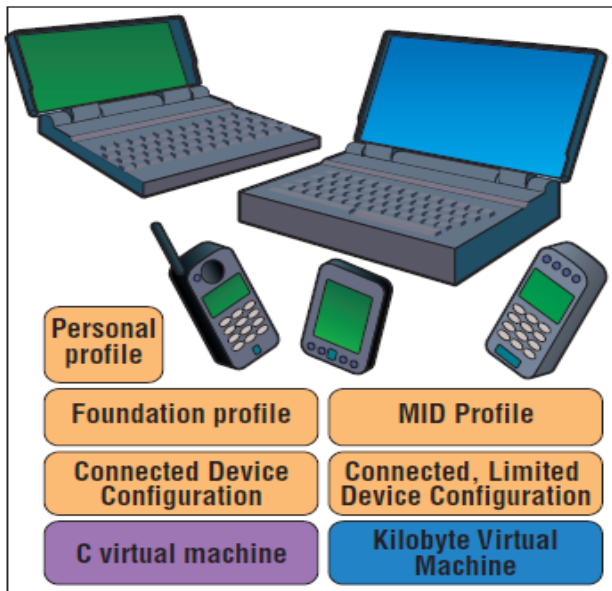 Personal
profile
Foundation profile
MID Profile
Connected Device
Configuration
Connected, Limited
Device Configuration
C virtual machine
Kilobyte Virtual
Machine